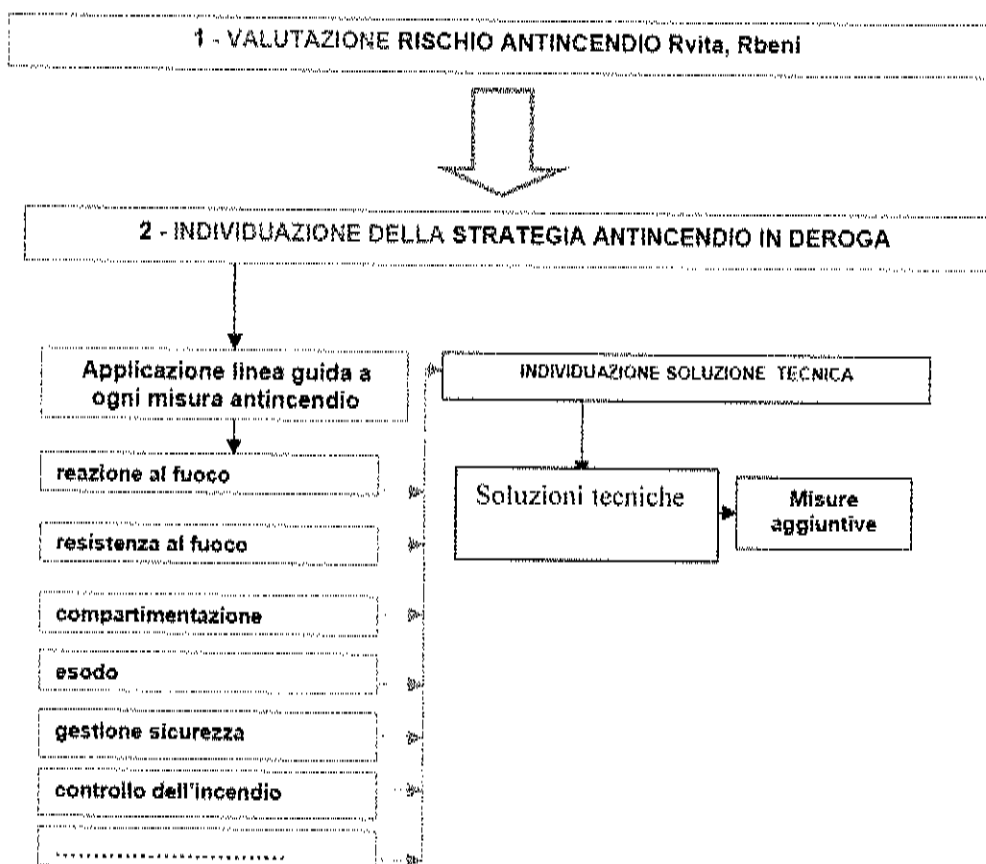 1 - VALUTAZIONE RISCHIO ANTINCENDIO Rvita, Rbeni
2 - INDIVIDUAZIONE DELLA STRATEGIA ANTINCENDIO IN DEROGA
Applicazione linea guida a
ogni misura antincendio
reazione al fuoco
resistenza al fuoco
compartimentazione
esodo
gestione sicurezza
controllo dell'incendio
..............................
INDIVIDUAZIONE SOLUZIONE TECNICA
Soluzioni tecniche
Misure
aggiuntive